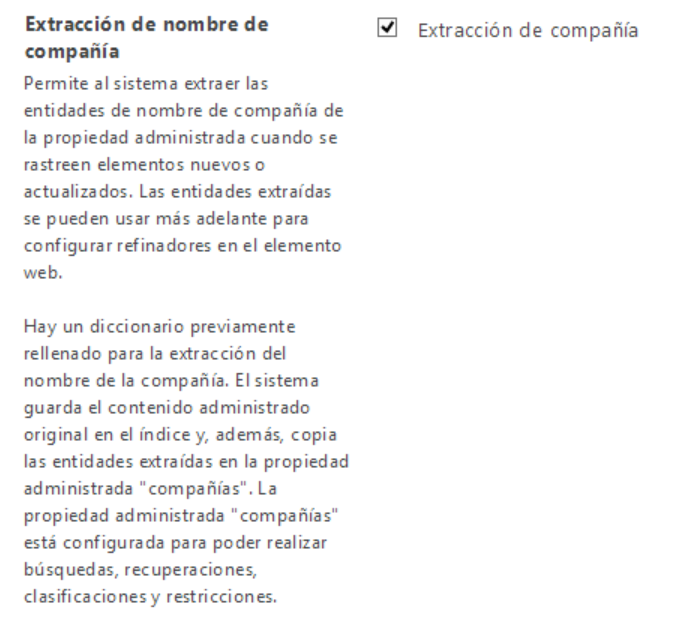 Extracción de nombre de
compañía
Extracción de compañía
Permite al sistema extraer las
entidades de nombre de compañía de
la propiedad administrada cuando se
rastreen elementos nuevos o
actualizados. Las entidades extraídas
se pueden usar más adelante para
configurar refinadores en el elemento
web.
Hay un diccionario previamente
rellenado para la extracción del
nombre de la compañía. El sistema
guarda el contenido administrado
original en el índice y, además, copia
las entidades extraídas en la propiedad
administrada "compañías". La
propiedad administrada "compañías"
está configurada para poder realizar
búsquedas, recuperaciones,
clasificaciones y restricciones.